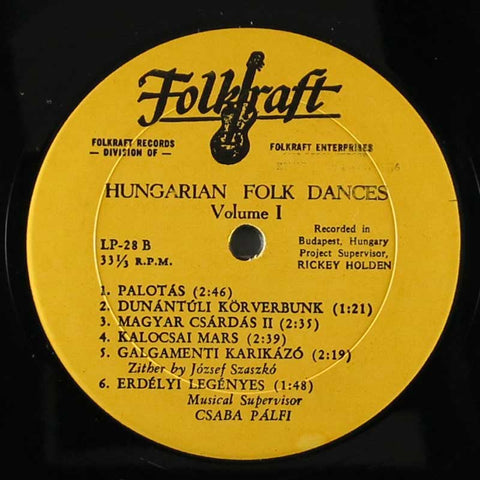 Folkraft
FOLKRAFT RECORDS
— DIVISION OF —
FOLKRAFT ENTERPRISES
HUNGARIAN FOLK DANCES
Volume I
LP-28 B
33⅓ R.P.M.
Recorded in
Budapest, Hungary
Project Supervisor,
RICKEY HOLDEN
1. PALOTÁS (2:46)
2. DUNÁNTÚLI KÖRVERBUNK (1:21)
3. MAGYAR CSÁRDÁS II (2:35)
4. KALOCSAI MARS (2:39)
5. GALGAMENTI KARIKÁZÓ (2:19)
Zither by József Szaszkó
6. ERDÉLYI LEGÉNYES (1:48)
Musical Supervisor
CSABA PÁLFI